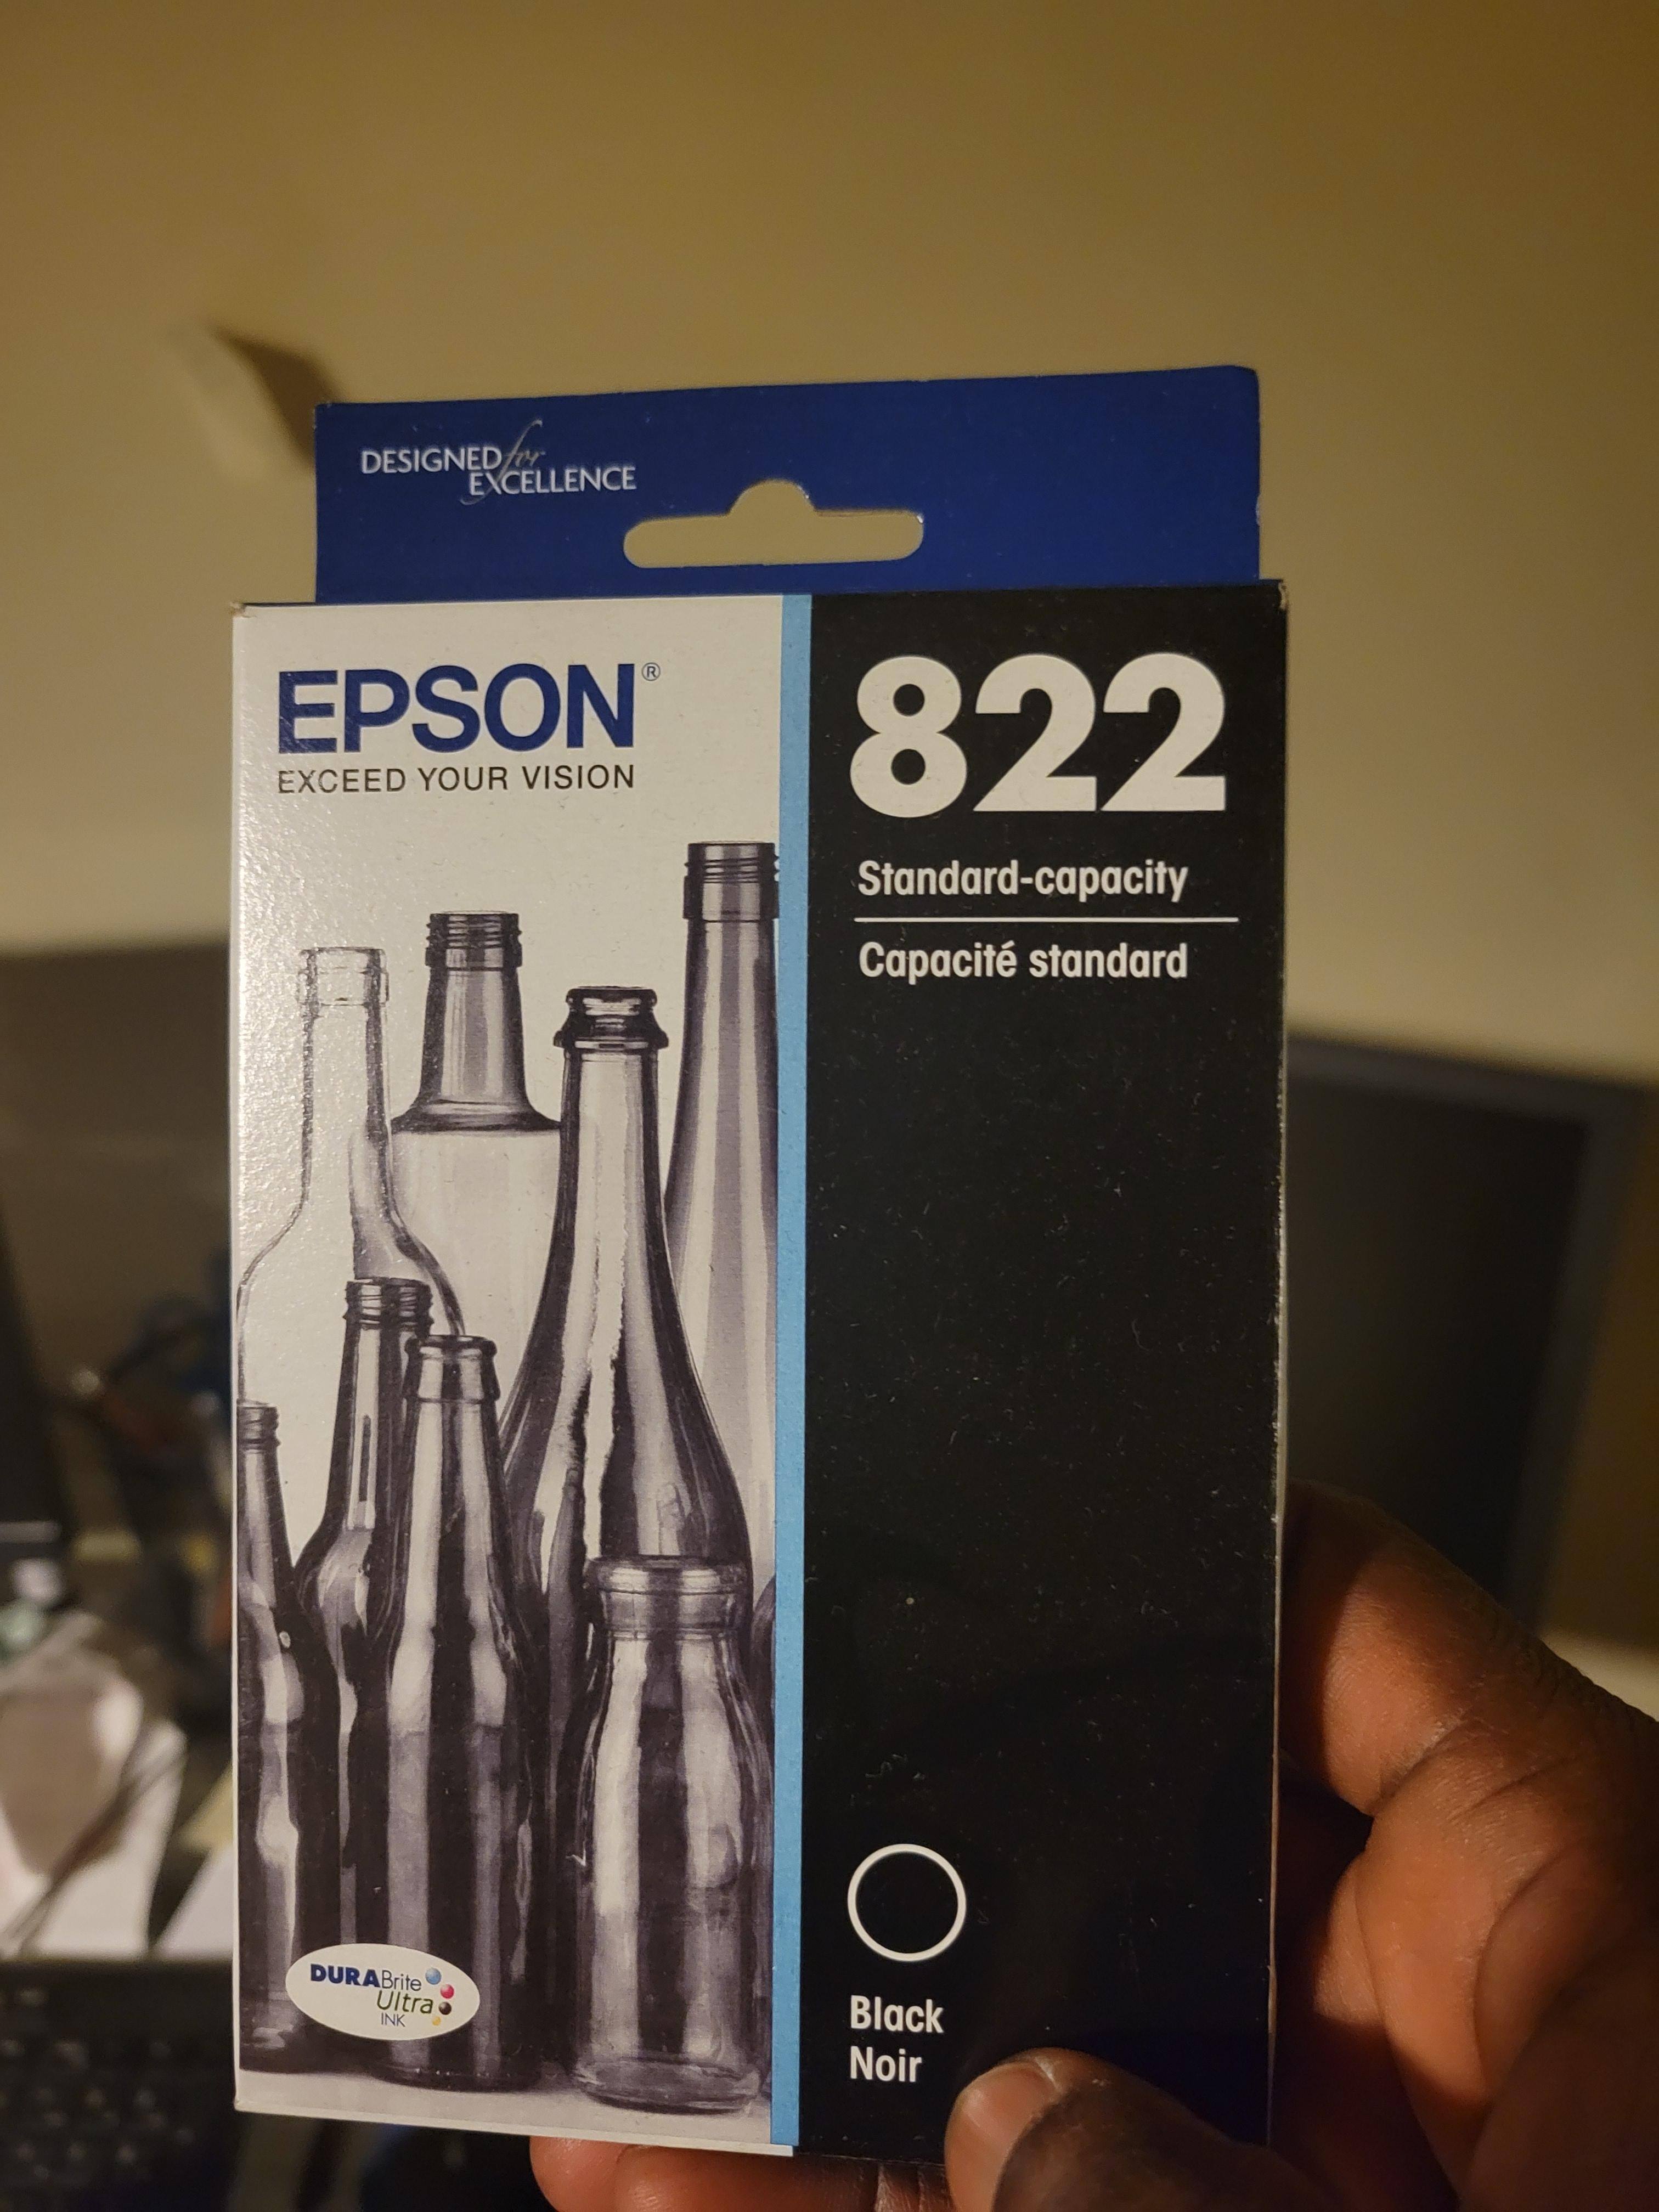 DESIGNED for
EXCELLENCE
EPSON®
EXCEED YOUR VISION
822
Standard-capacity
Capacité standard
DURABrite
Ultra
INK
Black
Noir